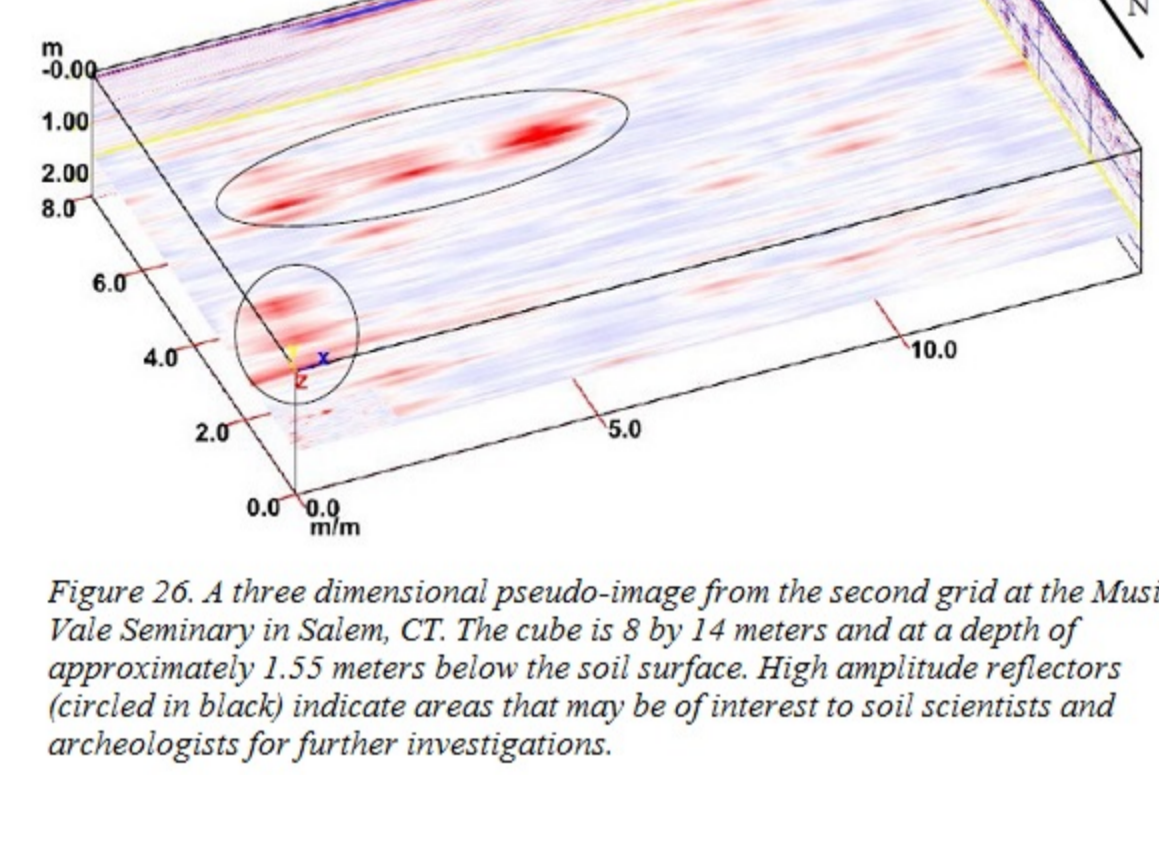 N
m
-0.00
1.00
2.00
8.0
6.0
4.0
x
z
10.0
2.0
5.0
0.0 0.0
m/m
Figure 26. A three dimensional pseudo-image from the second grid at the Musi
Vale Seminary in Salem, CT. The cube is 8 by 14 meters and at a depth of
approximately 1.55 meters below the soil surface. High amplitude reflectors
(circled in black) indicate areas that may be of interest to soil scientists and
archeologists for further investigations.